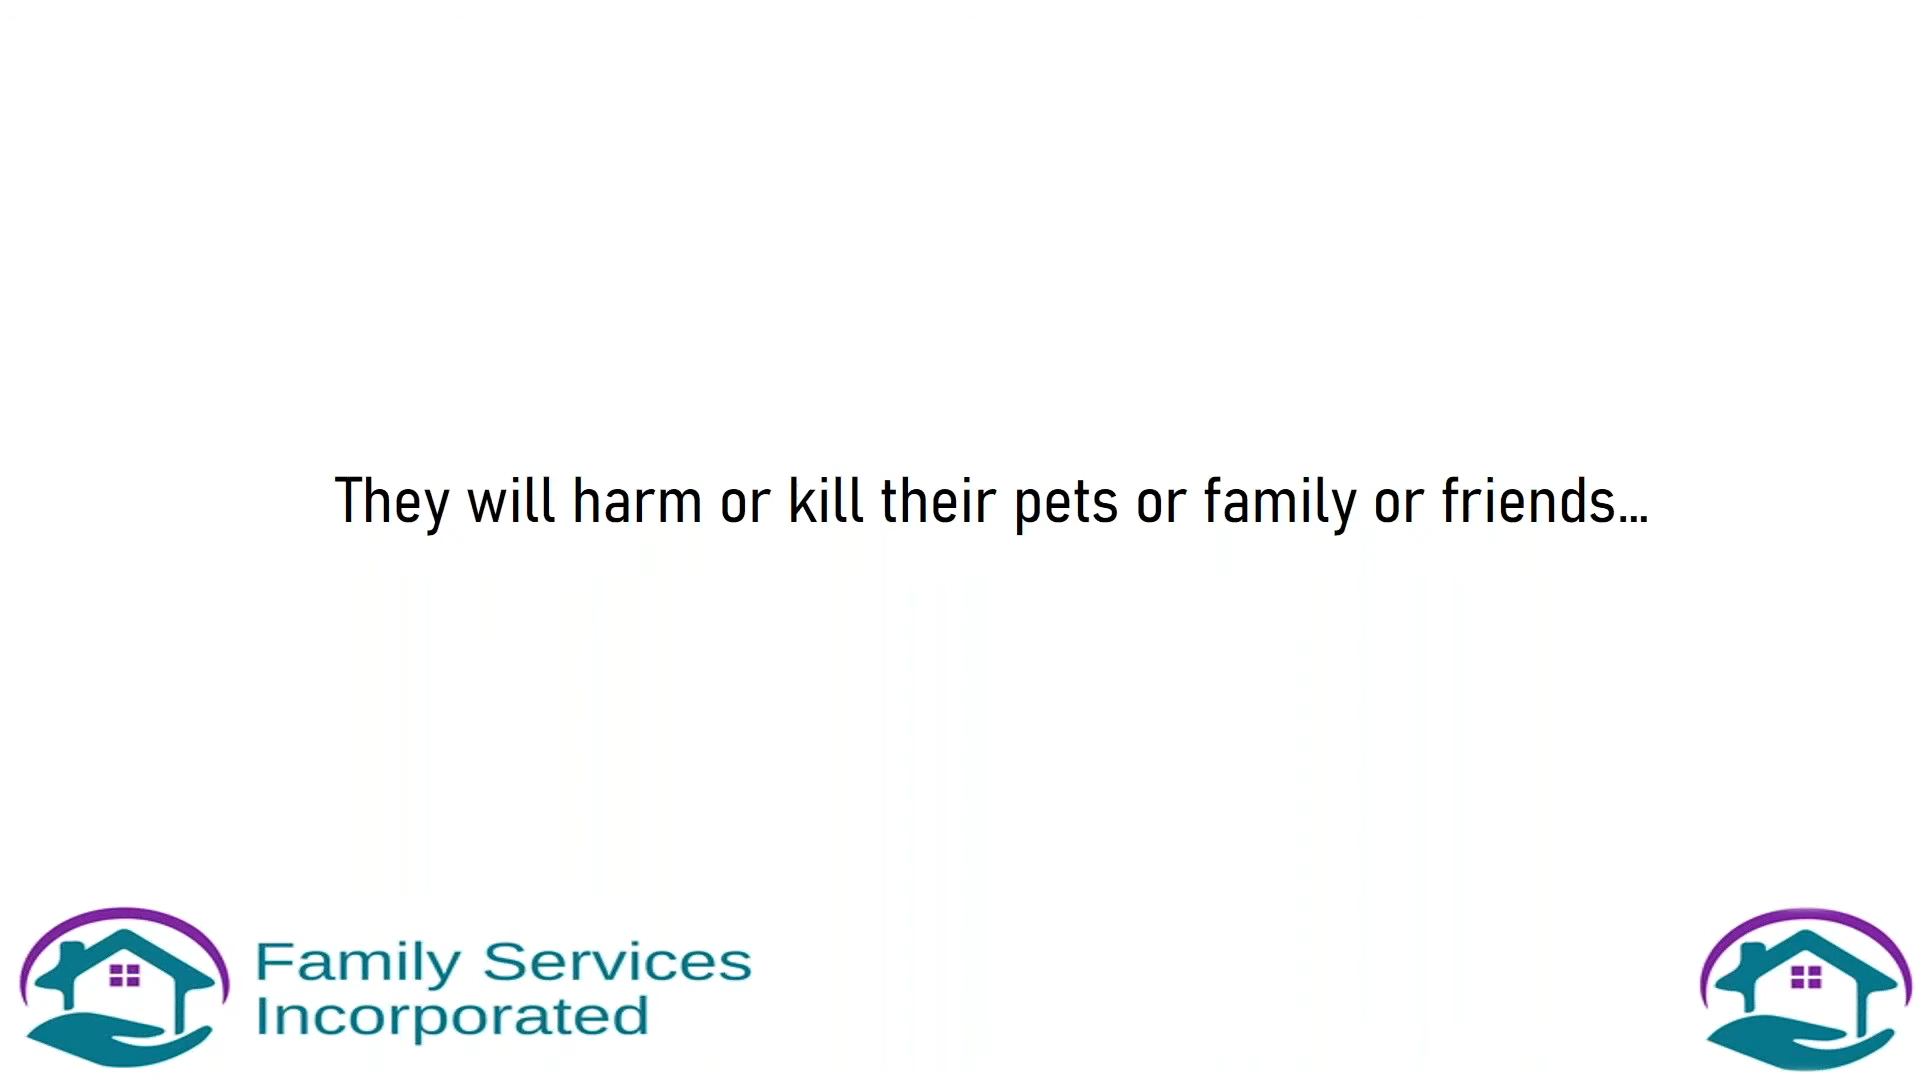 They will harm or kill their pets or family or friends...
Family Services
Incorporated